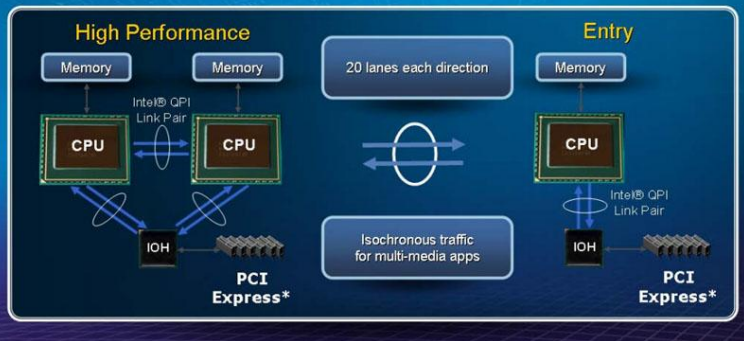 High Performance
Entry
Memory
Memory
20 lanes each direction
Memory
Intel® QPI
Link Pair
CPU
CPU
CPU
Intel® QPI
Link Pair
IOH
Isochronous traffic
for multi-media apps
IOH
PCI
Express*
PCI
Express*